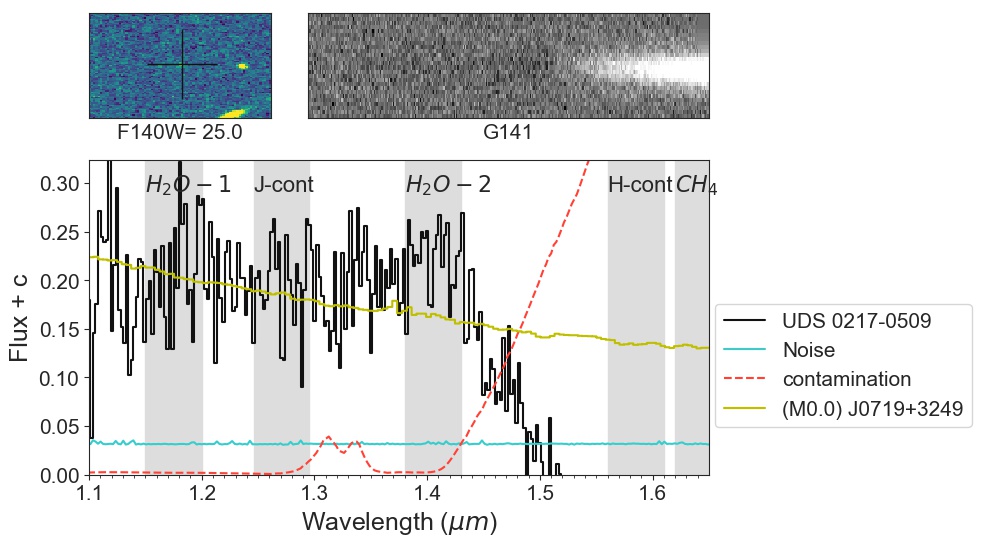 F140W= 25.0
G141
H₂O − 1
J-cont
H₂O − 2
H-cont
CH₄
0.30
0.25
0.20
0.15
0.10
0.05
0.00
Flux + c
1.1
1.2
1.3
1.4
1.5
1.6
Wavelength (μm)
UDS 0217-0509
Noise
contamination
(M0.0) J0719+3249